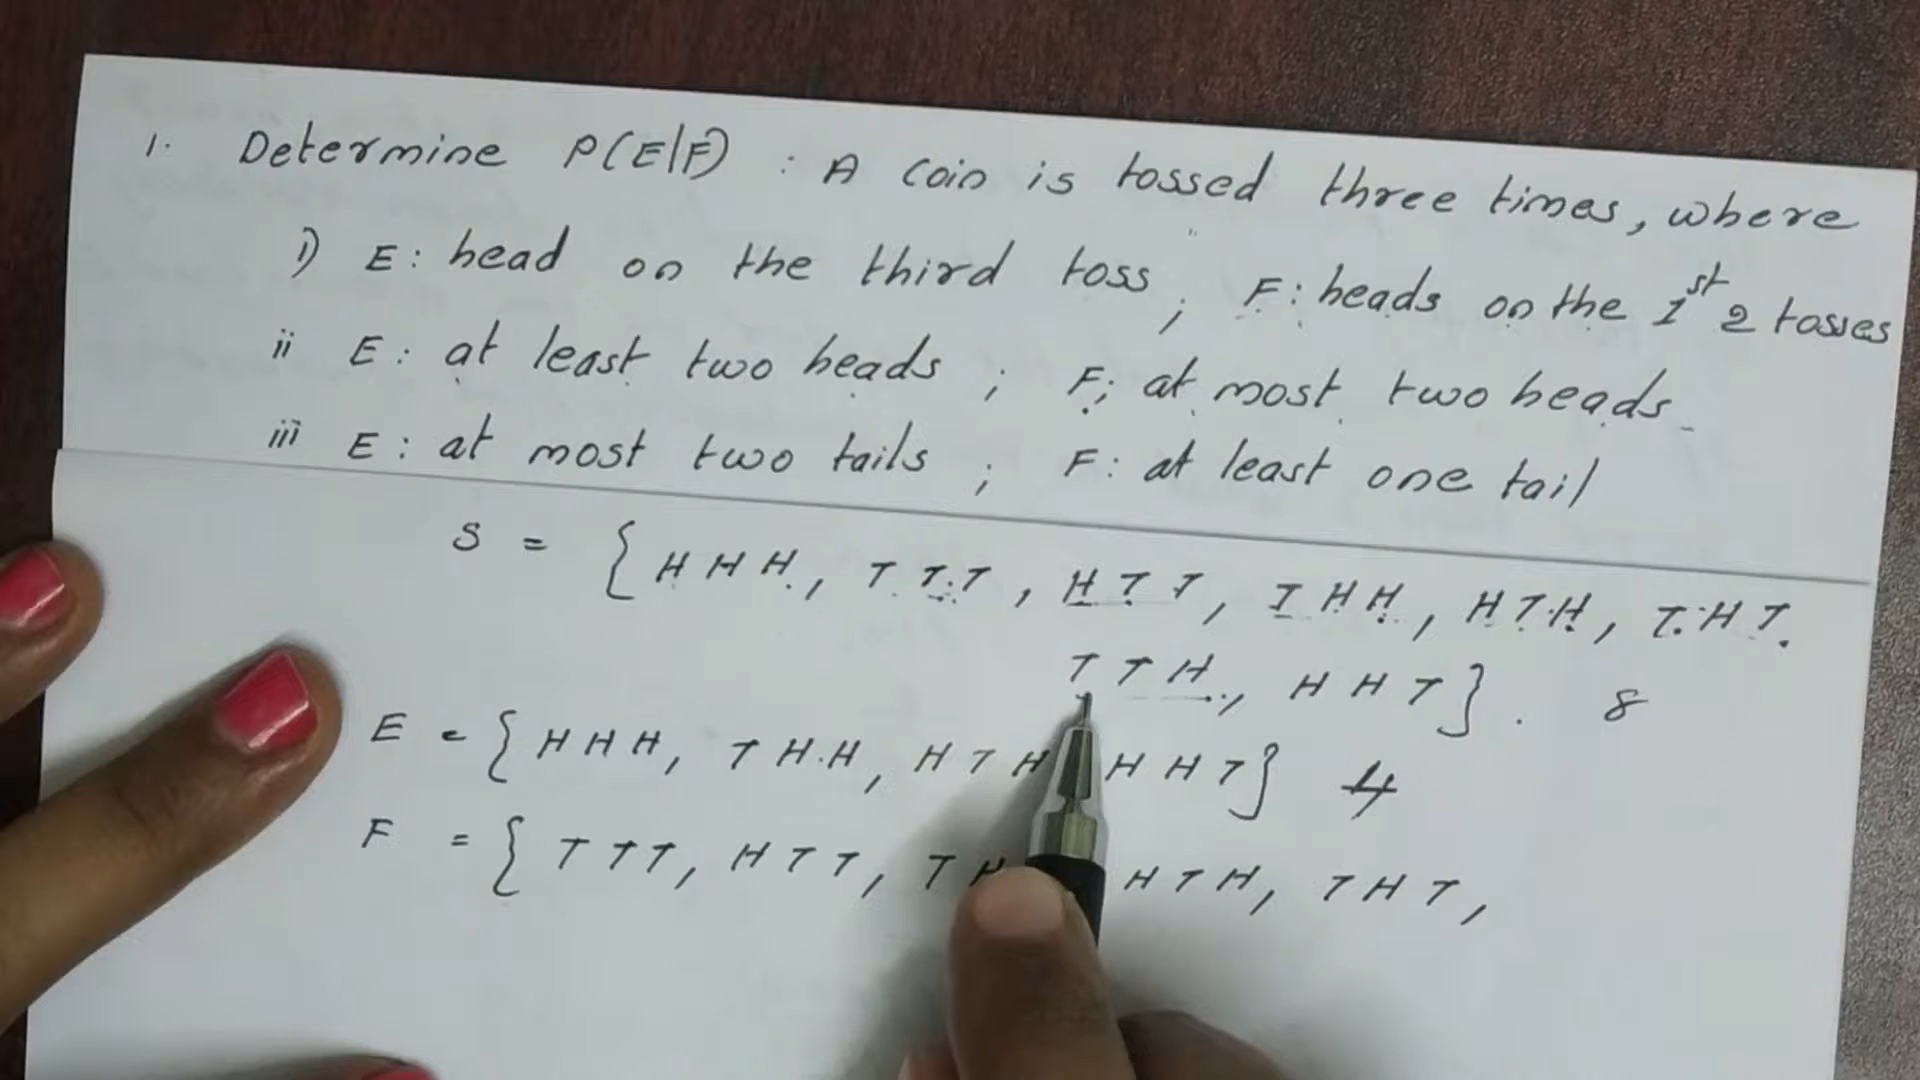 1. Determine P(E|F) : A coin is tossed three times, where
i) E: head on the third toss ; F: heads on the 1st 2 tosses
ii E: at least two heads ; F: at most two heads
iii E: at most two tails ; F: at least one tail
S = {HHH, TTT, HTT, THH, HTH, THT.
TTH, HHT}. 8
E = {HHH, THH, HTH HHT} 4
F = {TTT, HTT, TH HTH, THT,